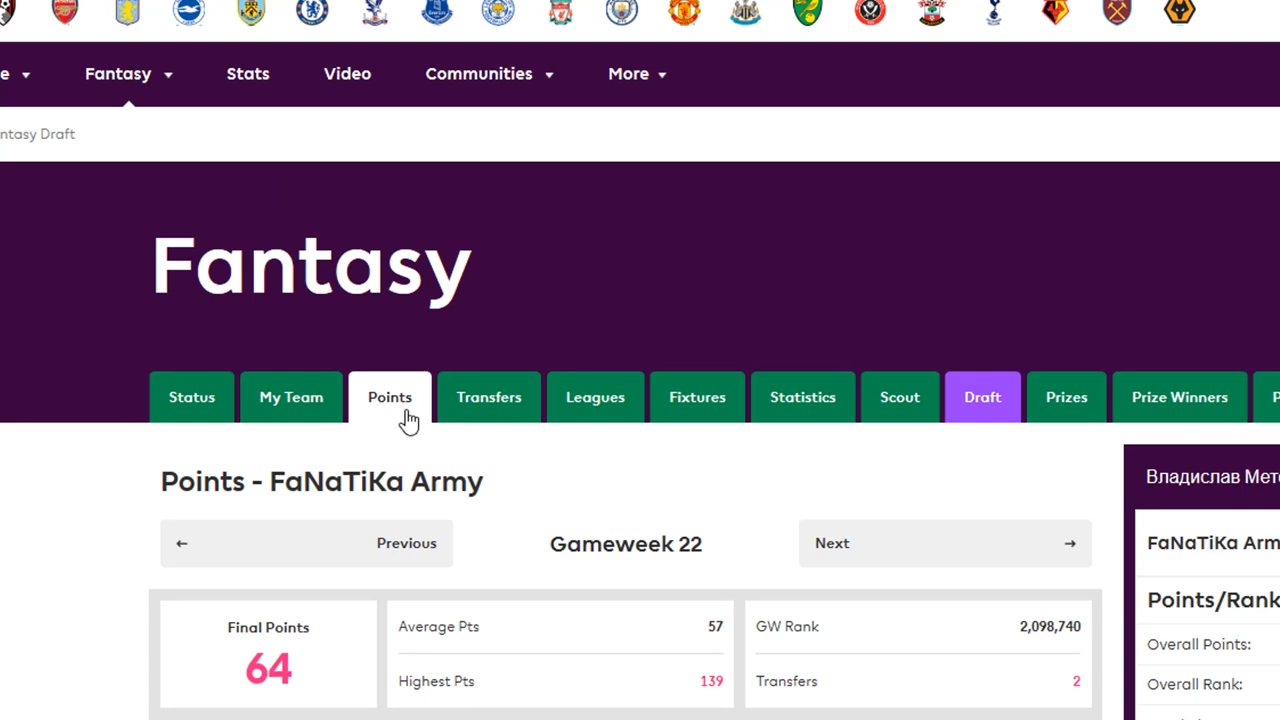 e Fantasy Stats Video Communities More
ntasy Draft
Fantasy
Status My Team Points Transfers Leagues Fixtures Statistics Scout Draft Prizes Prize Winners P
Points - FaNaTiKa Army
Previous Gameweek 22 Next
Владислав Мет
FaNaTiKa Arm
Points/Rank
Final Points
64
Average Pts 57
Highest Pts 139
GW Rank 2,098,740
Transfers 2
Overall Points:
Overall Rank: